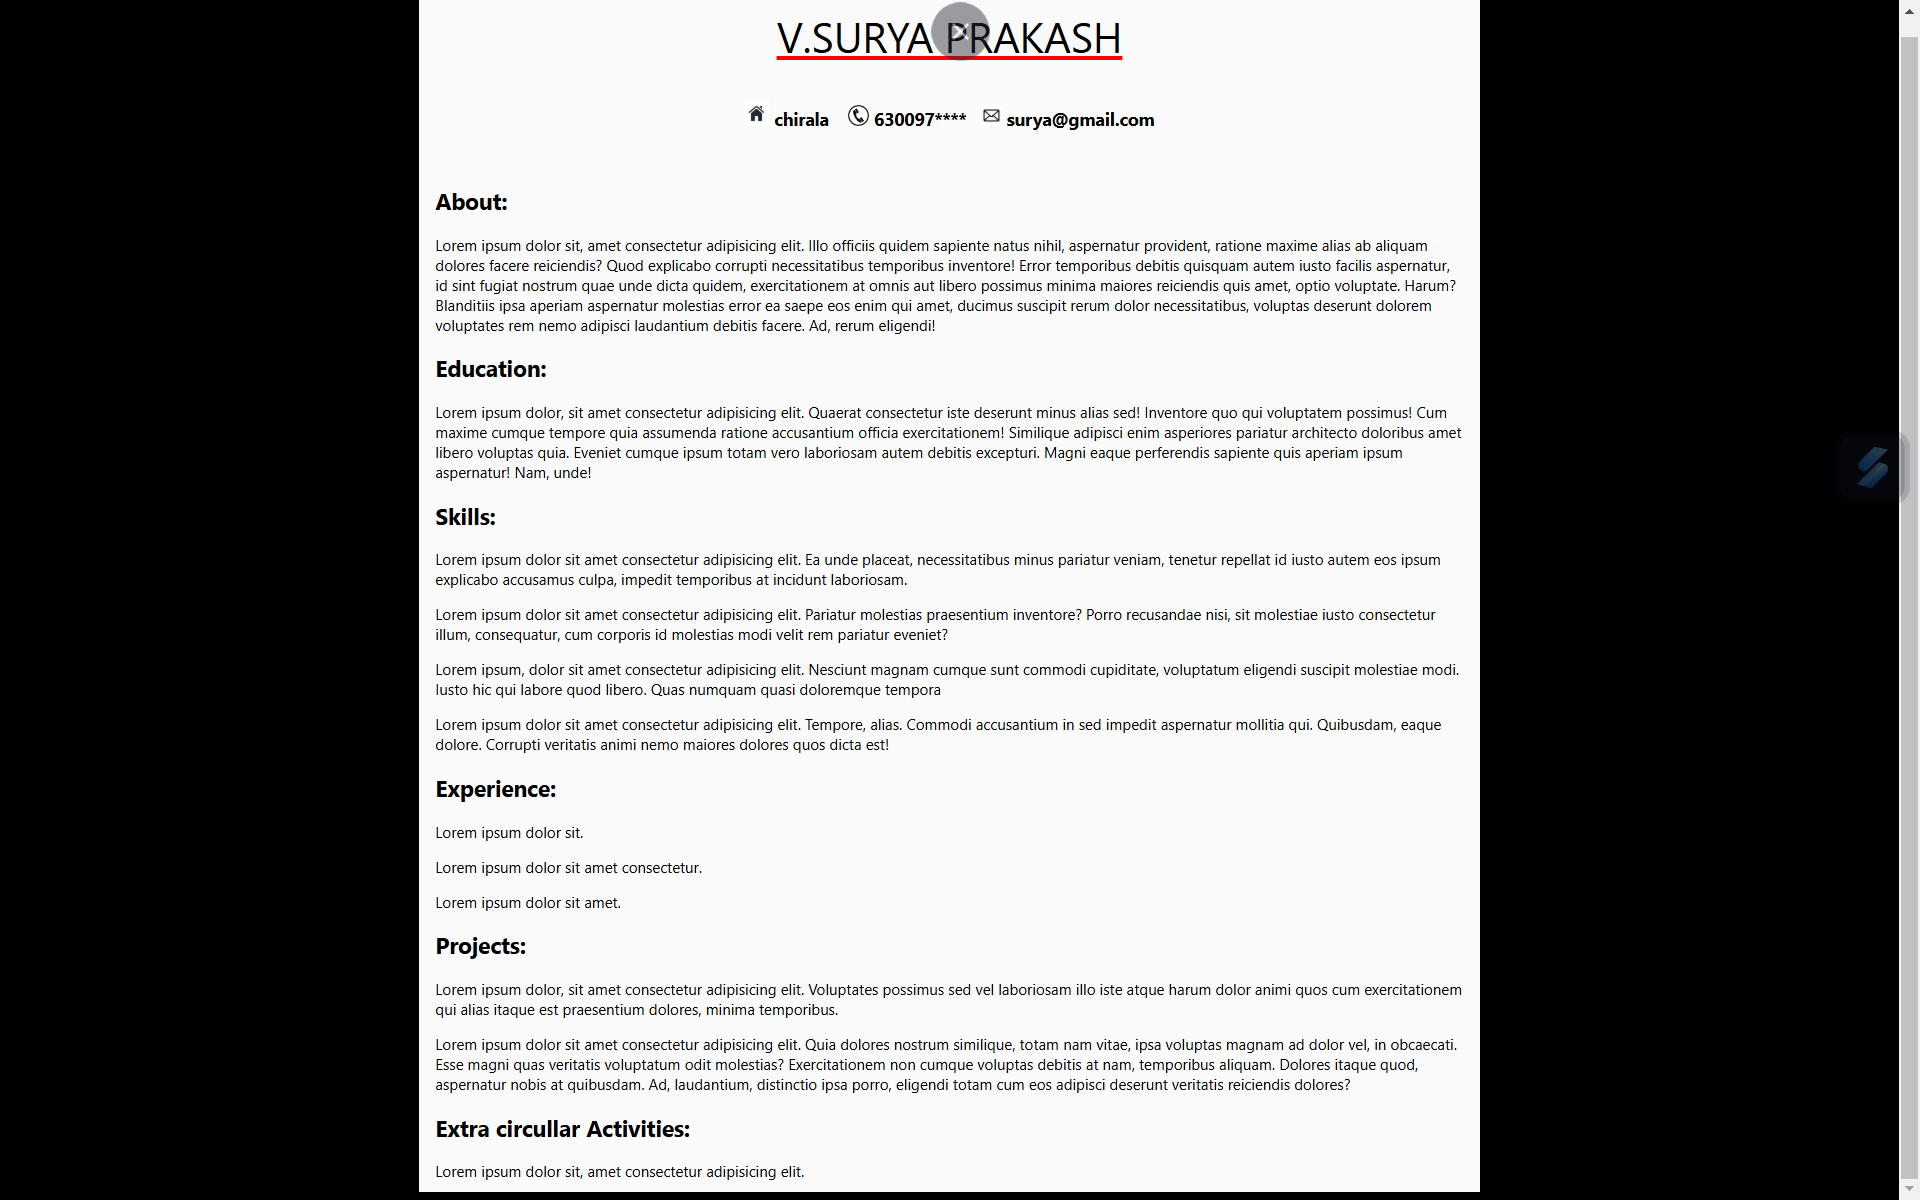 V.SURYA PRAKASH
chirala 630097**** surya@gmail.com
About:
Lorem ipsum dolor sit, amet consectetur adipisicing elit. Illo officiis quidem sapiente natus nihil, aspernatur provident, ratione maxime alias ab aliquam
dolores facere reiciendis? Quod explicabo corrupti necessitatibus temporibus inventore! Error temporibus debitis quisquam autem iusto facilis aspernatur,
id sint fugiat nostrum quae unde dicta quidem, exercitationem at omnis aut libero possimus minima maiores reiciendis quis amet, optio voluptate. Harum?
Blanditiis ipsa aperiam aspernatur molestias error ea saepe eos enim qui amet, ducimus suscipit rerum dolor necessitatibus, voluptas deserunt dolorem
voluptates rem nemo adipisci laudantium debitis facere. Ad, rerum eligendi!
Education:
Lorem ipsum dolor, sit amet consectetur adipisicing elit. Quaerat consectetur iste deserunt minus alias sed! Inventore quo qui voluptatem possimus! Cum
maxime cumque tempore quia assumenda ratione accusantium officia exercitationem! Similique adipisci enim asperiores pariatur architecto doloribus amet
libero voluptas quia. Eveniet cumque ipsum totam vero laboriosam autem debitis excepturi. Magni eaque perferendis sapiente quis aperiam ipsum
aspernatur! Nam, unde!
Skills:
Lorem ipsum dolor sit amet consectetur adipisicing elit. Ea unde placeat, necessitatibus minus pariatur veniam, tenetur repellat id iusto autem eos ipsum
explicabo accusamus culpa, impedit temporibus at incidunt laboriosam.
Lorem ipsum dolor sit amet consectetur adipisicing elit. Pariatur molestias praesentium inventore? Porro recusandae nisi, sit molestiae iusto consectetur
illum, consequatur, cum corporis id molestias modi velit rem pariatur eveniet?
Lorem ipsum, dolor sit amet consectetur adipisicing elit. Nesciunt magnam cumque sunt commodi cupiditate, voluptatum eligendi suscipit molestiae modi.
Iusto hic qui labore quod libero. Quas numquam quasi doloremque tempora
Lorem ipsum dolor sit amet consectetur adipisicing elit. Tempore, alias. Commodi accusantium in sed impedit aspernatur mollitia qui. Quibusdam, eaque
dolore. Corrupti veritatis animi nemo maiores dolores quos dicta est!
Experience:
Lorem ipsum dolor sit.
Lorem ipsum dolor sit amet consectetur.
Lorem ipsum dolor sit amet.
Projects:
Lorem ipsum dolor, sit amet consectetur adipisicing elit. Voluptates possimus sed vel laboriosam illo iste atque harum dolor animi quos cum exercitationem
qui alias itaque est praesentium dolores, minima temporibus.
Lorem ipsum dolor sit amet consectetur adipisicing elit. Quia dolores nostrum similique, totam nam vitae, ipsa voluptas magnam ad dolor vel, in obcaecati.
Esse magni quas veritatis voluptatum odit molestias? Exercitationem non cumque voluptas debitis at nam, temporibus aliquam. Dolores itaque quod,
aspernatur nobis at quibusdam. Ad, laudantium, distinctio ipsa porro, eligendi totam cum eos adipisci deserunt veritatis reiciendis dolores?
Extra circullar Activities:
Lorem ipsum dolor sit, amet consectetur adipisicing elit.